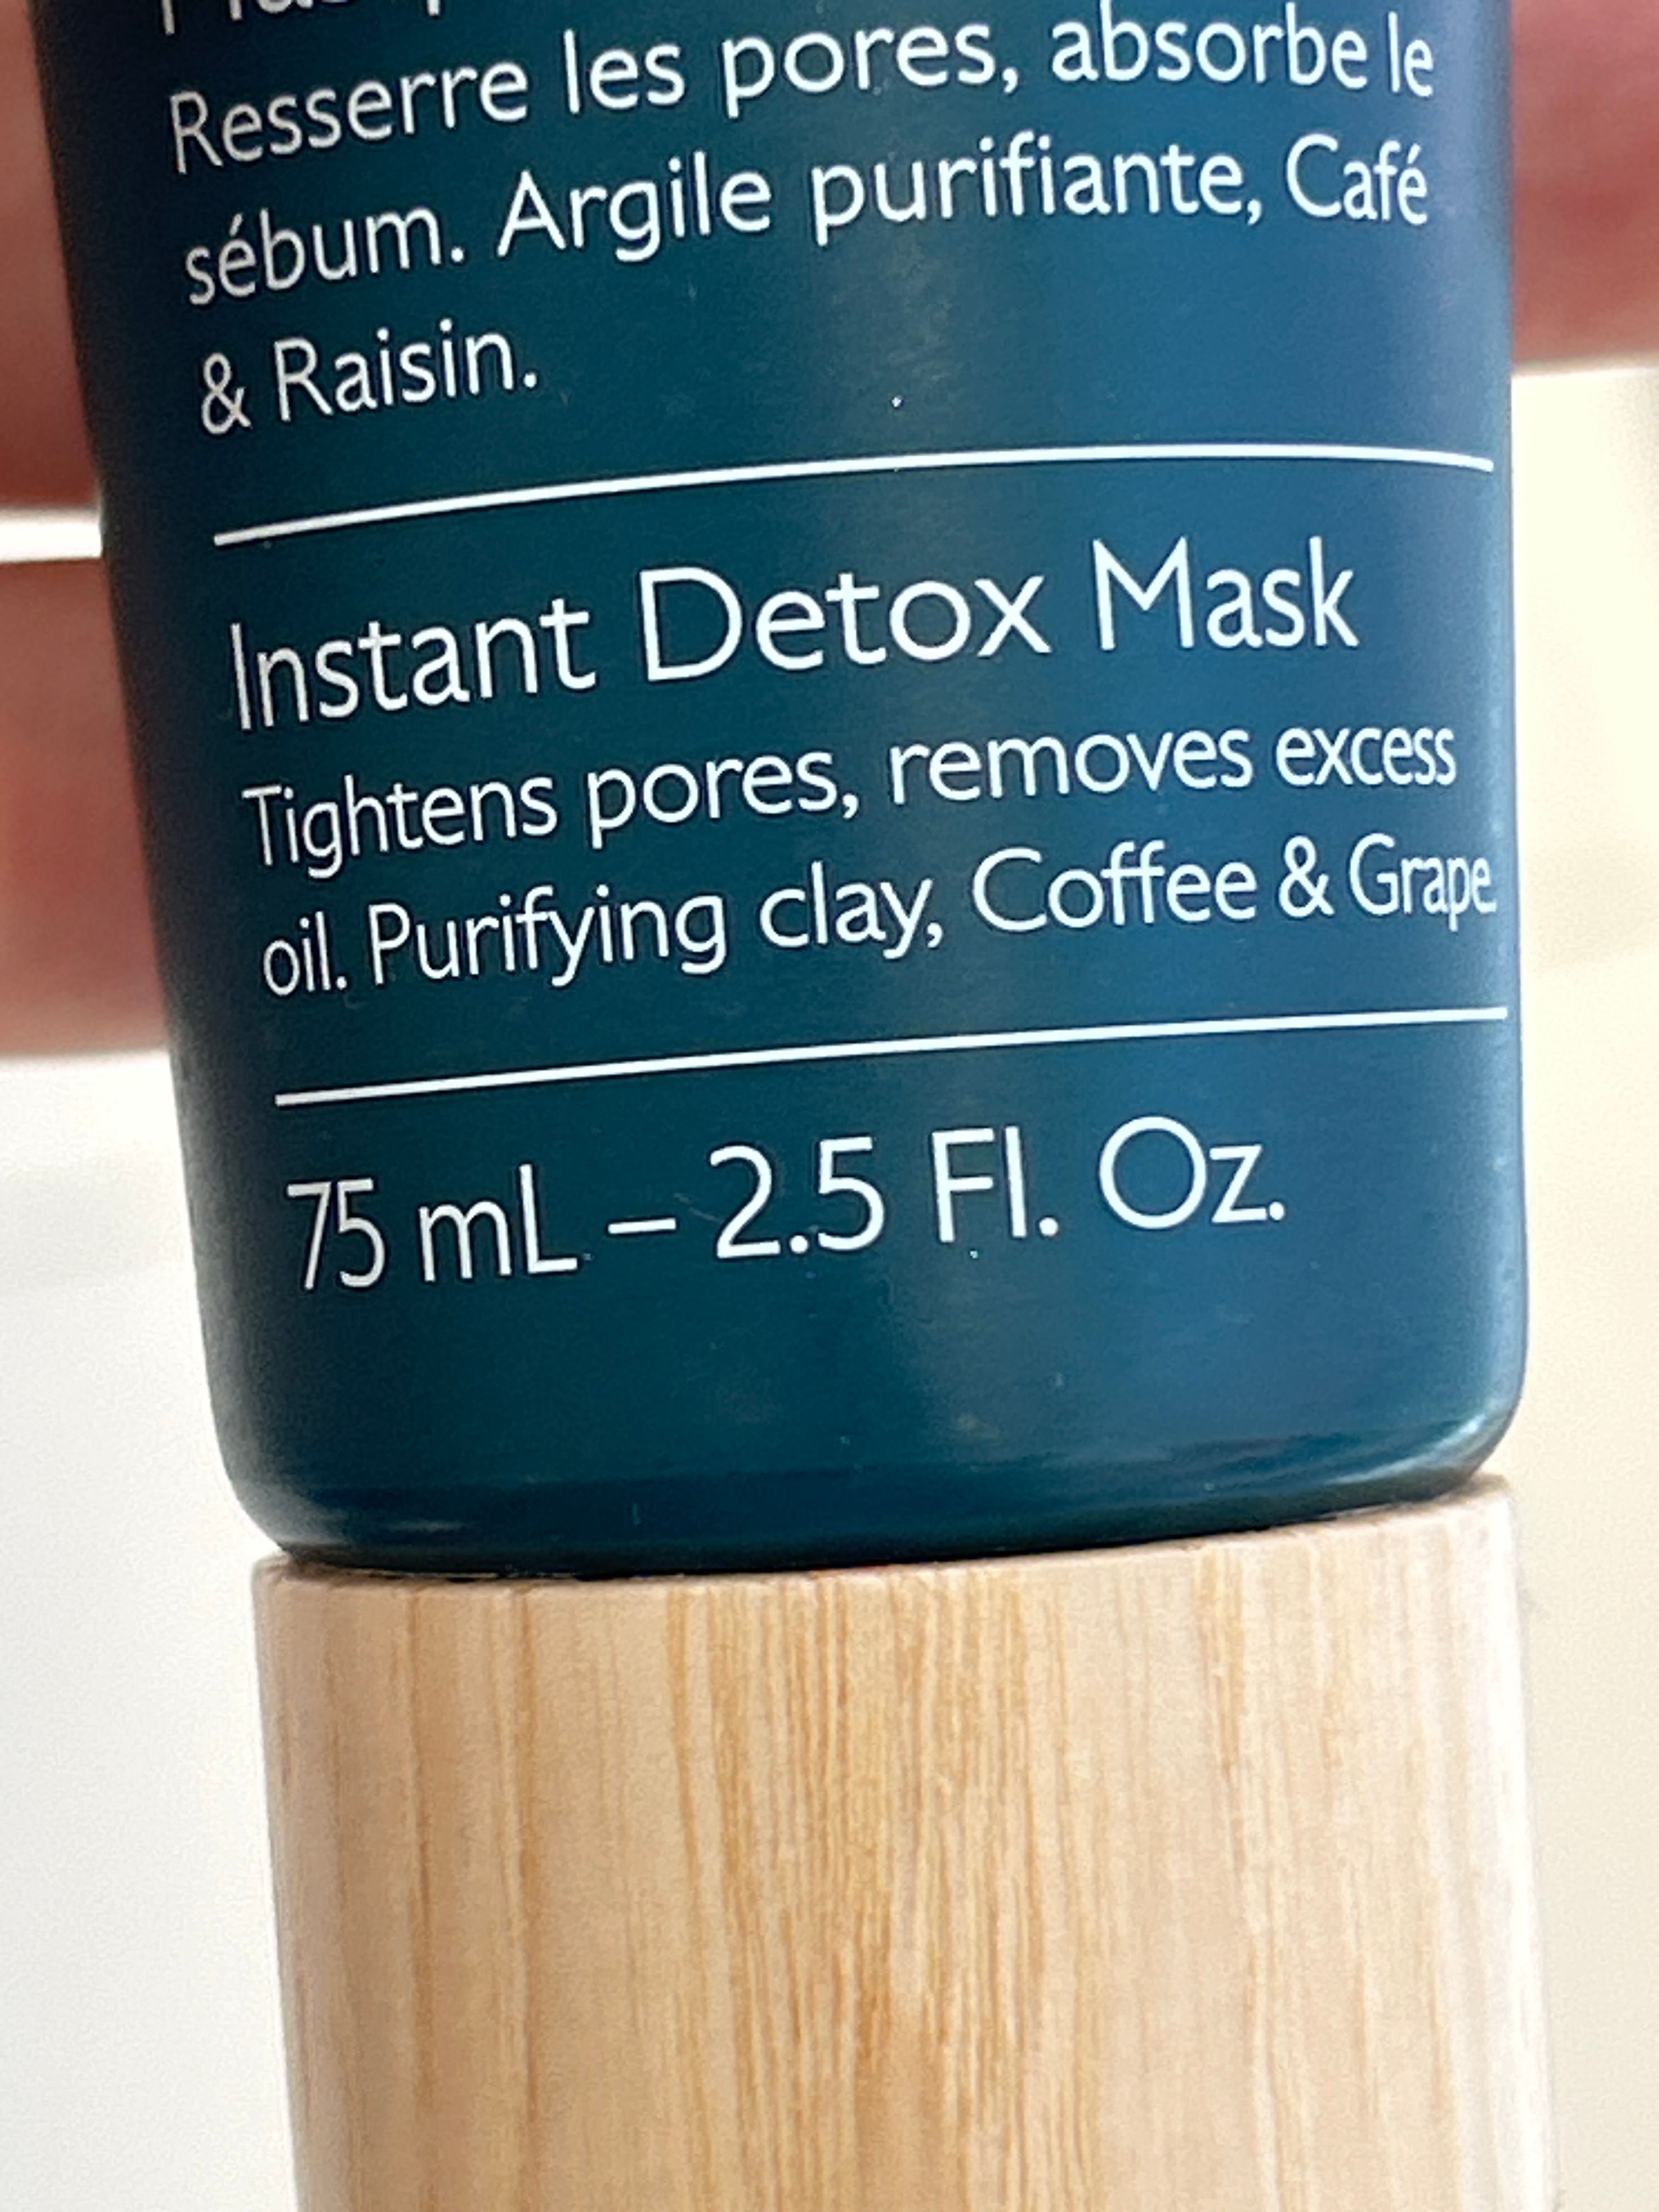 Resserre les pores, absorbe le
sébum. Argile purifiante, Café
& Raisin.
Instant Detox Mask
Tightens pores, removes excess
oil. Purifying clay, Coffee & Grape.
75 mL – 2.5 Fl. Oz.